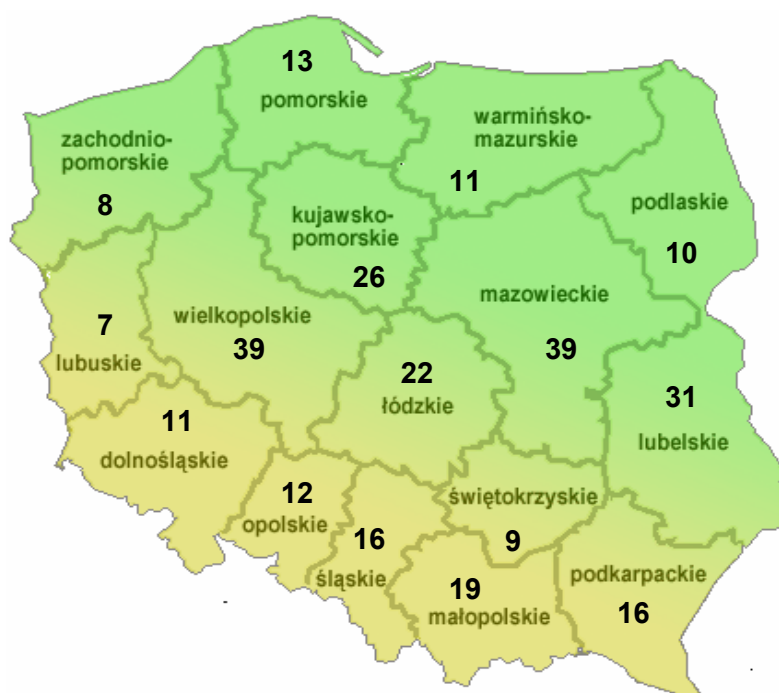 13
pomorskie
warmińsko-
mazurskie
11
zachodnio-
pomorskie
8
kujawsko-
pomorskie
26
podlaskie
10
mazowieckie
39
wielkopolskie
39
7
lubuskie
22
łódzkie
31
lubelskie
11
dolnośląskie
12
opolskie
16
śląskie
świętokrzyskie
9
19
małopolskie
podkarpackie
16